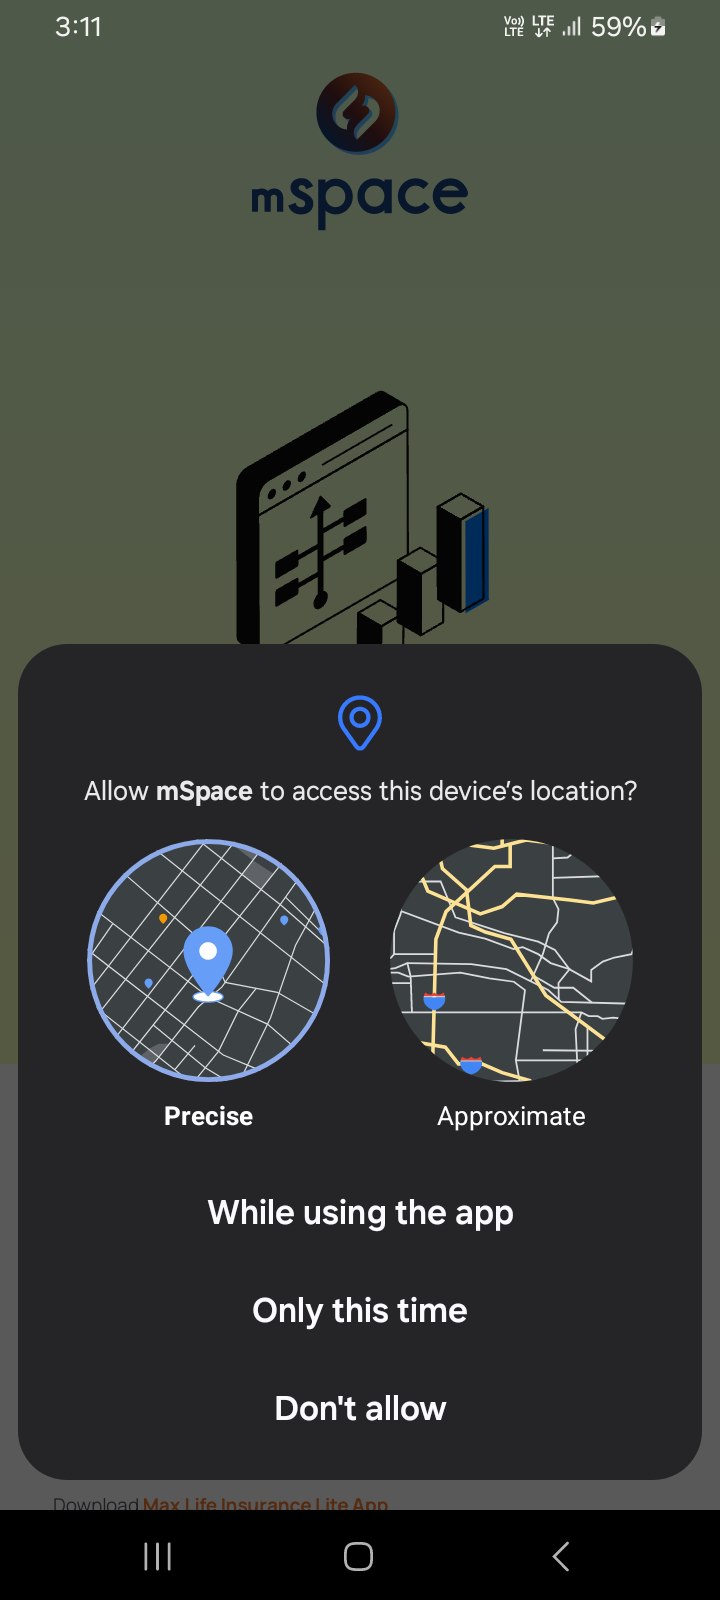 3:11
Vo)) LTE LTE 59%
mspace
Allow mSpace to access this device's location?
Precise Approximate
While using the app
Only this time
Don't allow
Download Max Life Insurance Lite App